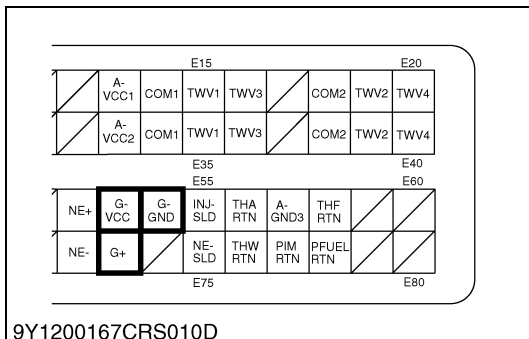 E15 E20
A-VCC1 COM1 TWV1 TWV3 COM2 TWV2 TWV4
A-VCC2 COM1 TWV1 TWV3 COM2 TWV2 TWV4
E35 E40
E55 E60
NE+ G-VCC G-GND INJ-SLD THA RTN A-GND3 THF RTN
NE- G+ NE-SLD THW RTN PIM RTN PFUEL RTN
E75 E80
9Y1200167CRS010D